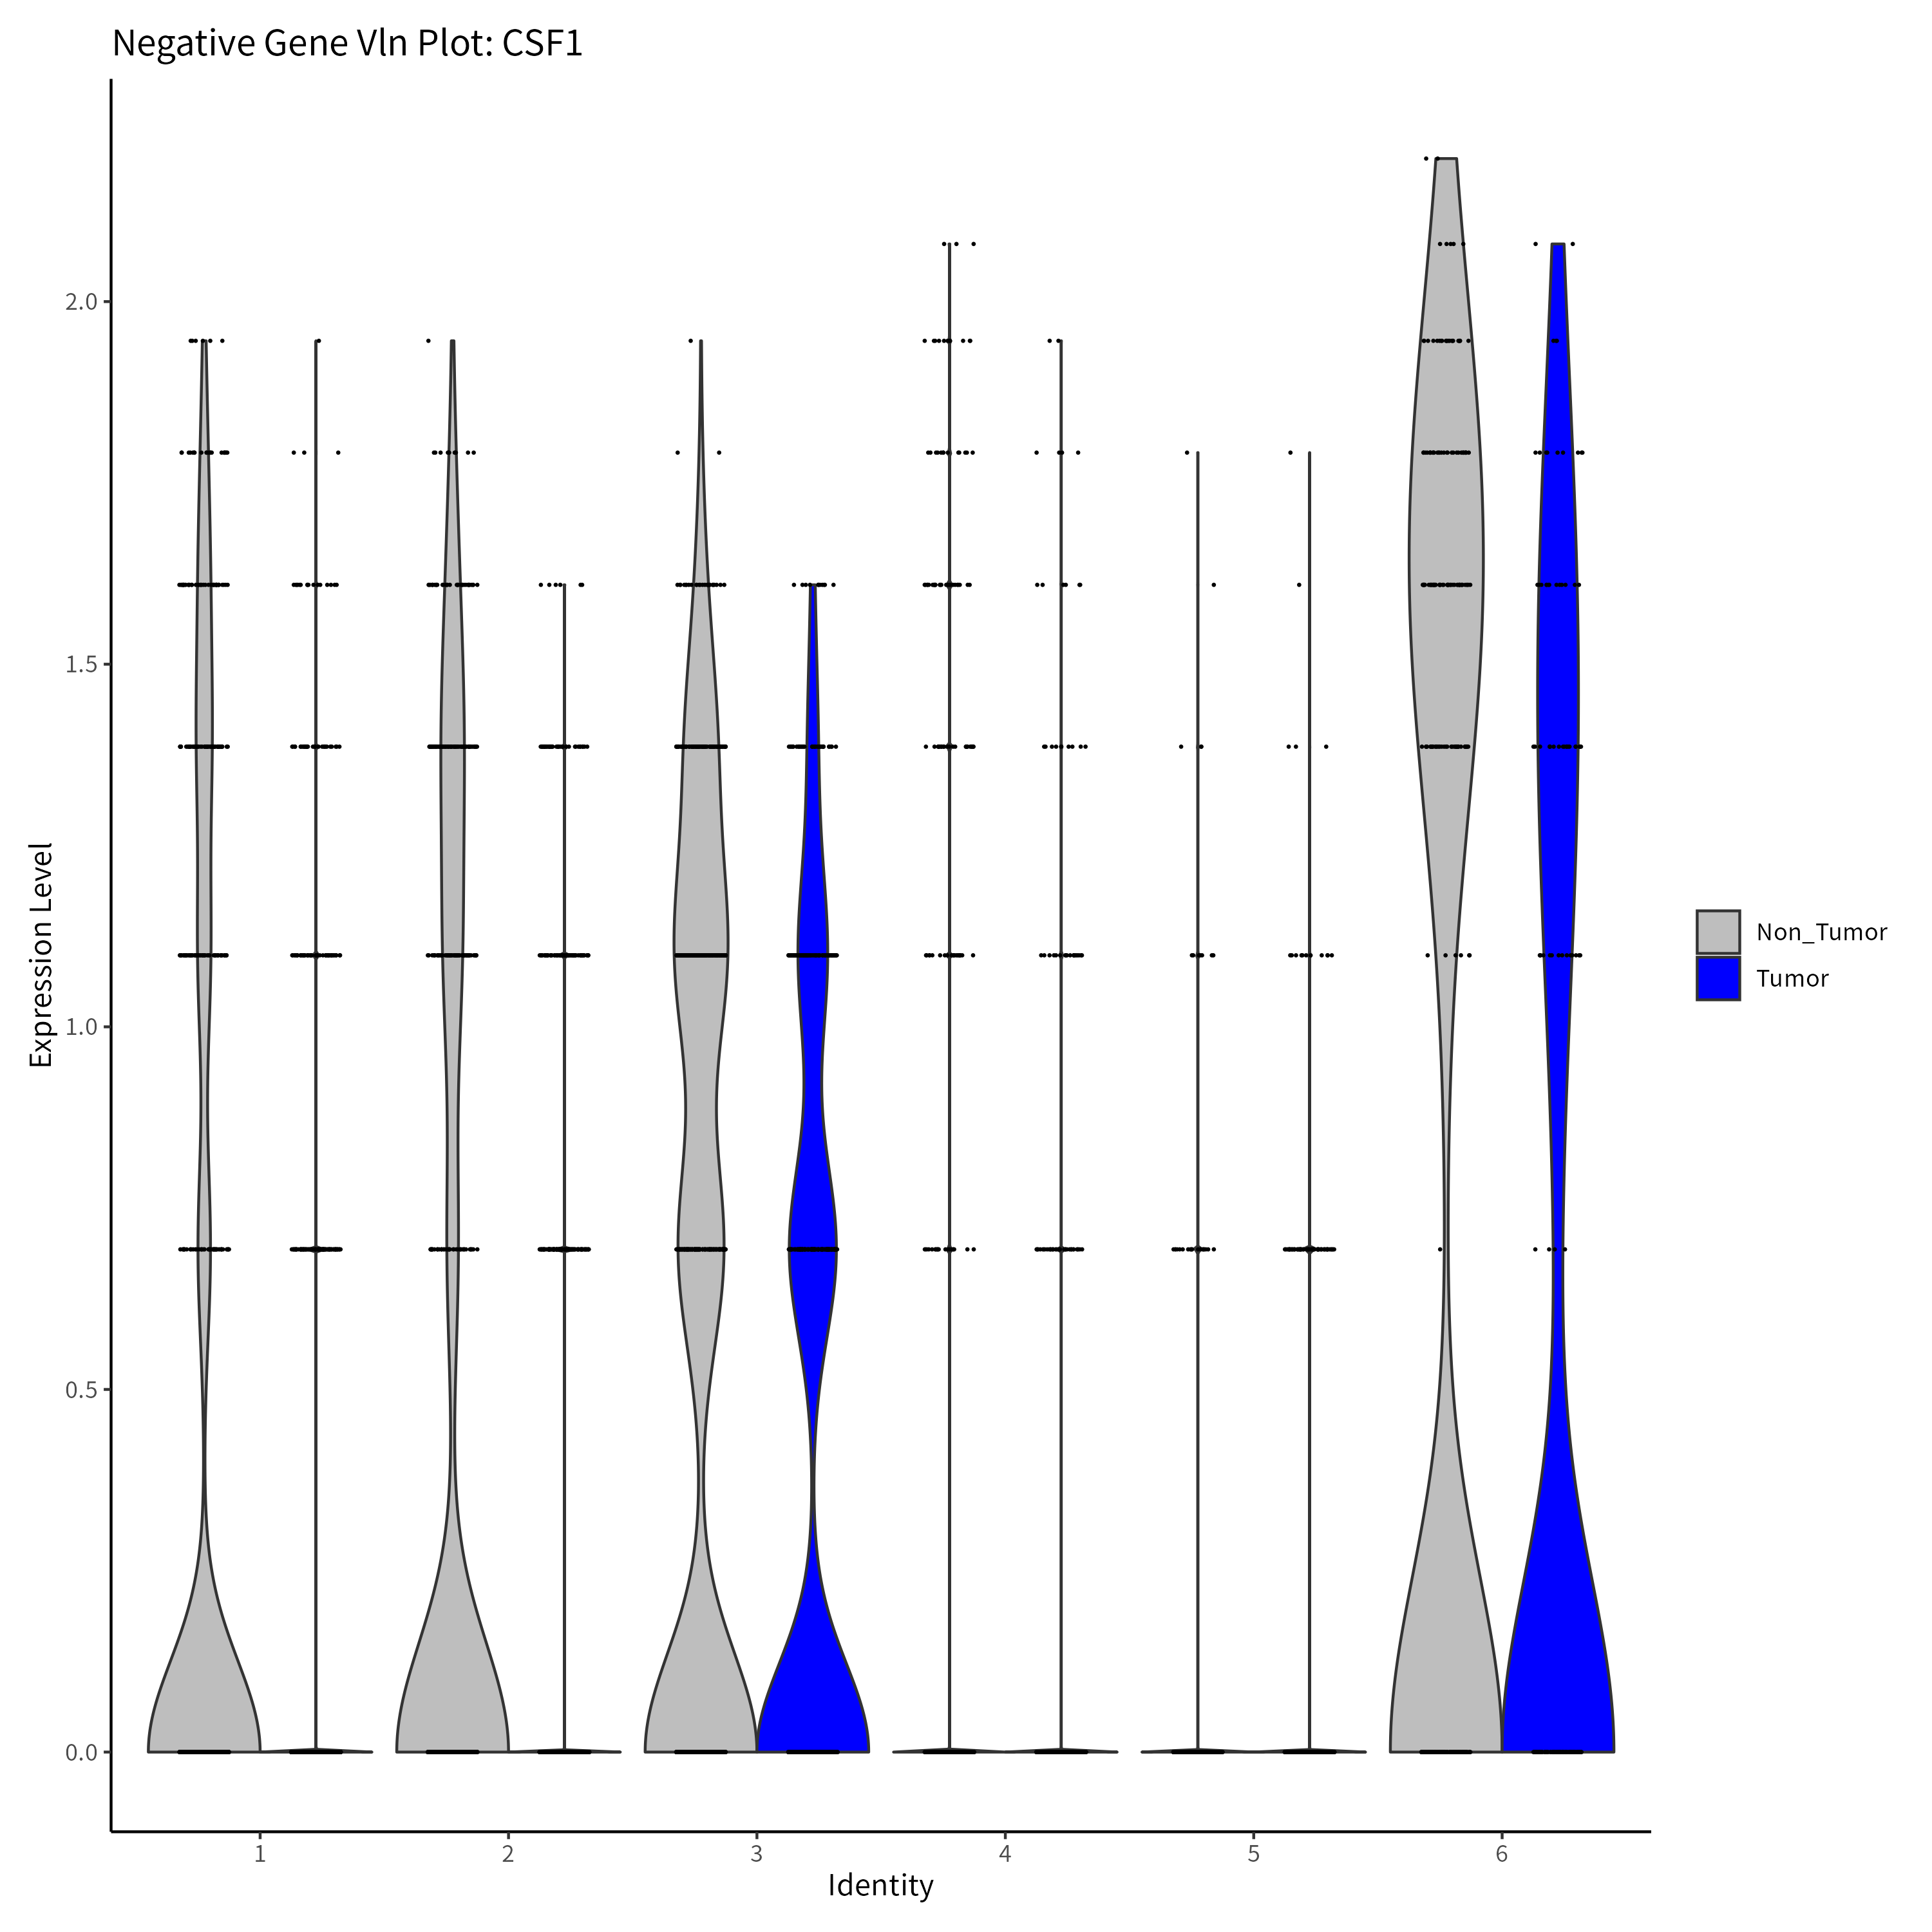 Negative Gene Vln Plot: CSF1
Expression Level
2.0
1.5
1.0
0.5
0.0
1 2 3 4 5 6
Identity
Non_Tumor
Tumor